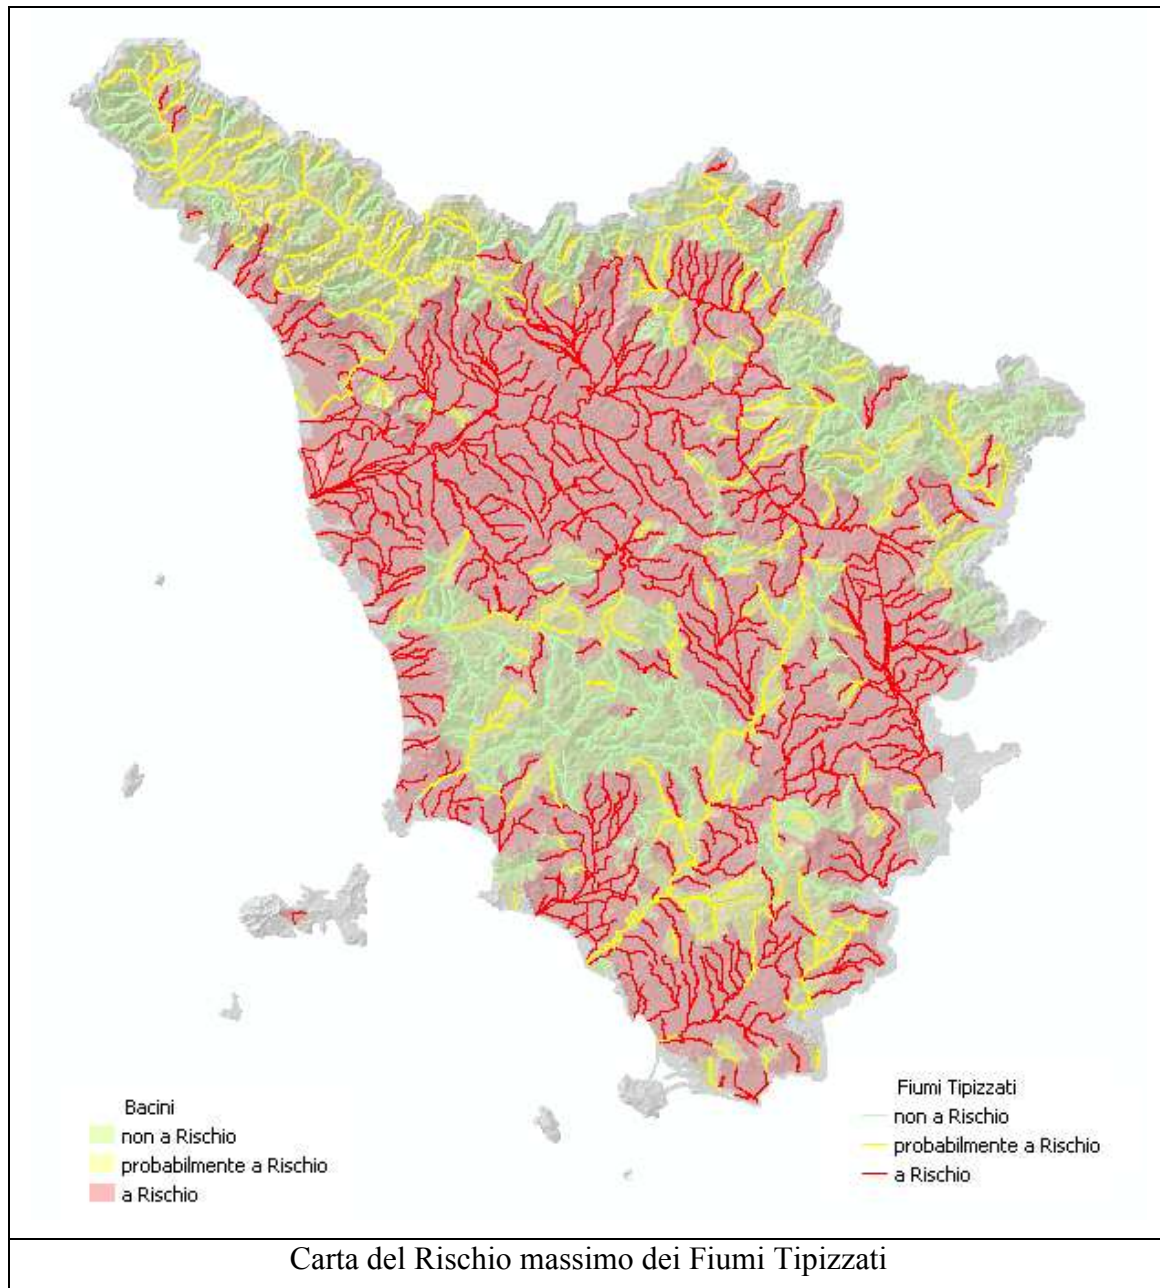 Bacini
non a Rischio
probabilmente a Rischio
a Rischio
Fiumi Tipizzati
non a Rischio
probabilmente a Rischio
a Rischio
Carta del Rischio massimo dei Fiumi Tipizzati